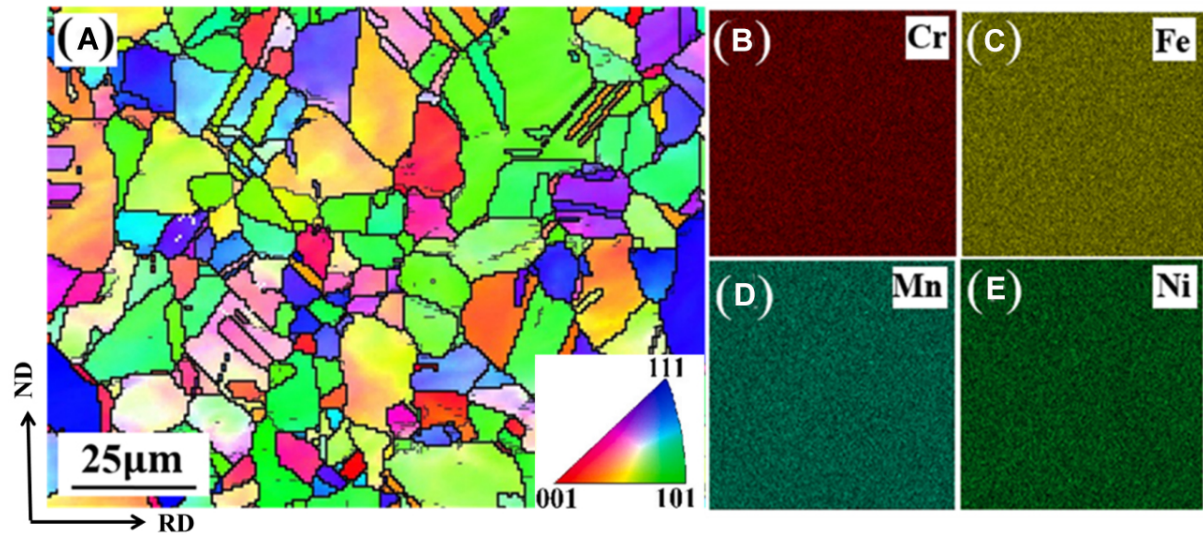 (A)
(B)
Cr
(C)
Fe
(D)
Mn
(E)
Ni
ND
RD
25μm
111
001
101